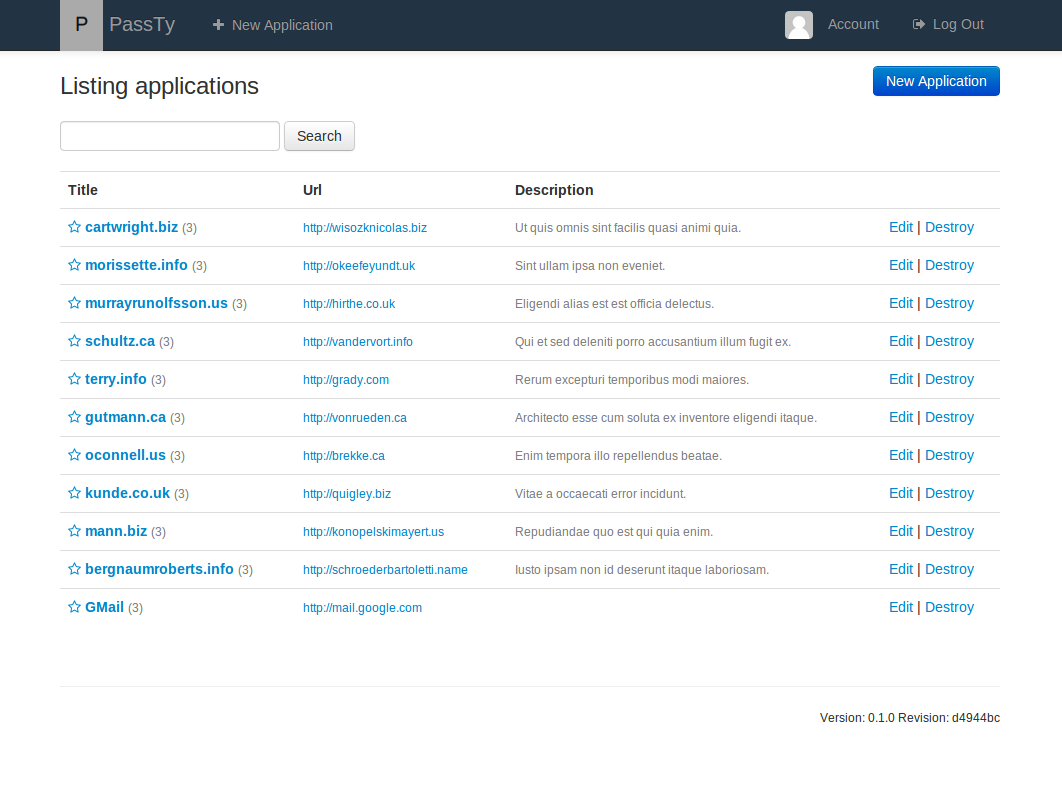 P PassTy New Application Account Log Out
Listing applications New Application
Search
Title Url Description
cartwright.biz (3) http://wisozknicolas.biz Ut quis omnis sint facilis quasi animi quia. Edit | Destroy
morissette.info (3) http://okeefeyundt.uk Sint ullam ipsa non eveniet. Edit | Destroy
murrayrunolfsson.us (3) http://hirthe.co.uk Eligendi alias est est officia delectus. Edit | Destroy
schultz.ca (3) http://vandervort.info Qui et sed deleniti porro accusantium illum fugit ex. Edit | Destroy
terry.info (3) http://grady.com Rerum excepturi temporibus modi maiores. Edit | Destroy
gutmann.ca (3) http://vonrueden.ca Architecto esse cum soluta ex inventore eligendi itaque. Edit | Destroy
oconnell.us (3) http://brekke.ca Enim tempora illo repellendus beatae. Edit | Destroy
kunde.co.uk (3) http://quigley.biz Vitae a occaecati error incidunt. Edit | Destroy
mann.biz (3) http://konopelskimayert.us Repudiandae quo est qui quia enim. Edit | Destroy
bergnaumroberts.info (3) http://schroederbartoletti.name Iusto ipsam non id deserunt itaque laboriosam. Edit | Destroy
GMail (3) http://mail.google.com Edit | Destroy
Version: 0.1.0 Revision: d4944bc